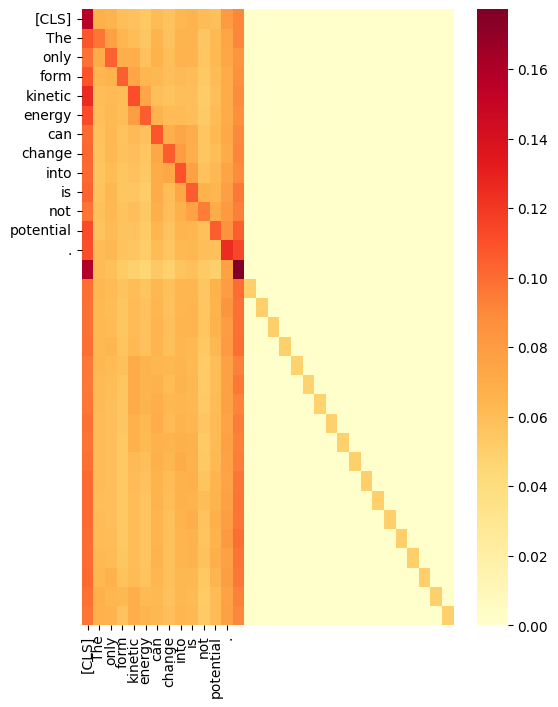 [CLS]
The
only
form
kinetic
energy
can
change
into
is
not
potential
.
[CLS]
The
only
form
kinetic
energy
can
change
into
is
not
potential
.
0.16
0.14
0.12
0.10
0.08
0.06
0.04
0.02
0.00